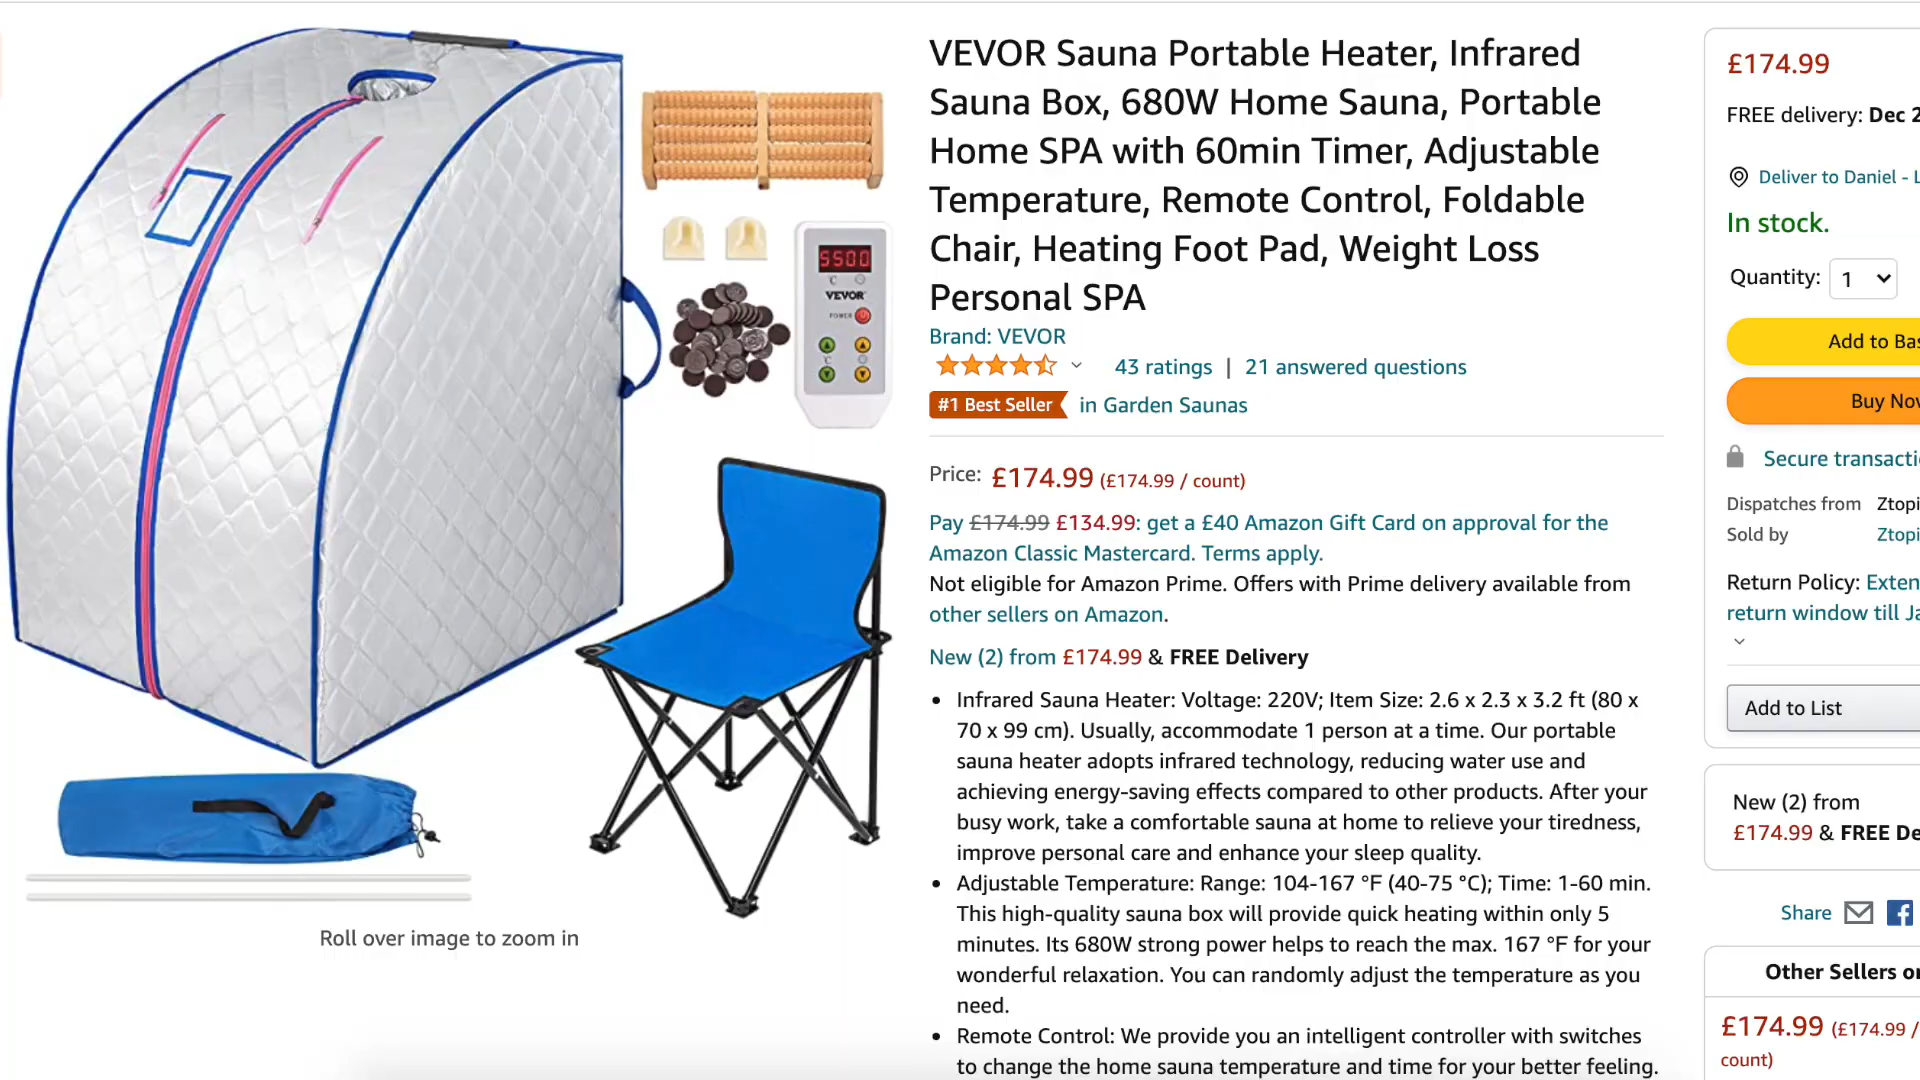 VEVOR Sauna Portable Heater, Infrared
Sauna Box, 680W Home Sauna, Portable
Home SPA with 60min Timer, Adjustable
Temperature, Remote Control, Foldable
Chair, Heating Foot Pad, Weight Loss
Personal SPA
Brand: VEVOR
43 ratings | 21 answered questions
#1 Best Seller in Garden Saunas
Price: £174.99 (£174.99 / count)
Pay £174.99 £134.99: get a £40 Amazon Gift Card on approval for the
Amazon Classic Mastercard. Terms apply.
Not eligible for Amazon Prime. Offers with Prime delivery available from
other sellers on Amazon.
New (2) from £174.99 & FREE Delivery
• Infrared Sauna Heater: Voltage: 220V; Item Size: 2.6 x 2.3 x 3.2 ft (80 x
70 x 99 cm). Usually, accommodate 1 person at a time. Our portable
sauna heater adopts infrared technology, reducing water use and
achieving energy-saving effects compared to other products. After your
busy work, take a comfortable sauna at home to relieve your tiredness,
improve personal care and enhance your sleep quality.
• Adjustable Temperature: Range: 104-167 °F (40-75 °C); Time: 1-60 min.
This high-quality sauna box will provide quick heating within only 5
minutes. Its 680W strong power helps to reach the max. 167 °F for your
wonderful relaxation. You can randomly adjust the temperature as you
need.
• Remote Control: We provide you an intelligent controller with switches
to change the home sauna temperature and time for your better feeling.
5500
°C
VEVOR
POWER
°C
Roll over image to zoom in
£174.99
FREE delivery: Dec 2
Deliver to Daniel - L
In stock.
Quantity: 1
Add to Bas
Buy Nov
Secure transactio
Dispatches from Ztopi
Sold by Ztopi
Return Policy: Exten
return window till Ja
Add to List
New (2) from
£174.99 & FREE De
Share
Other Sellers on
£174.99 (£174.99 /
count)